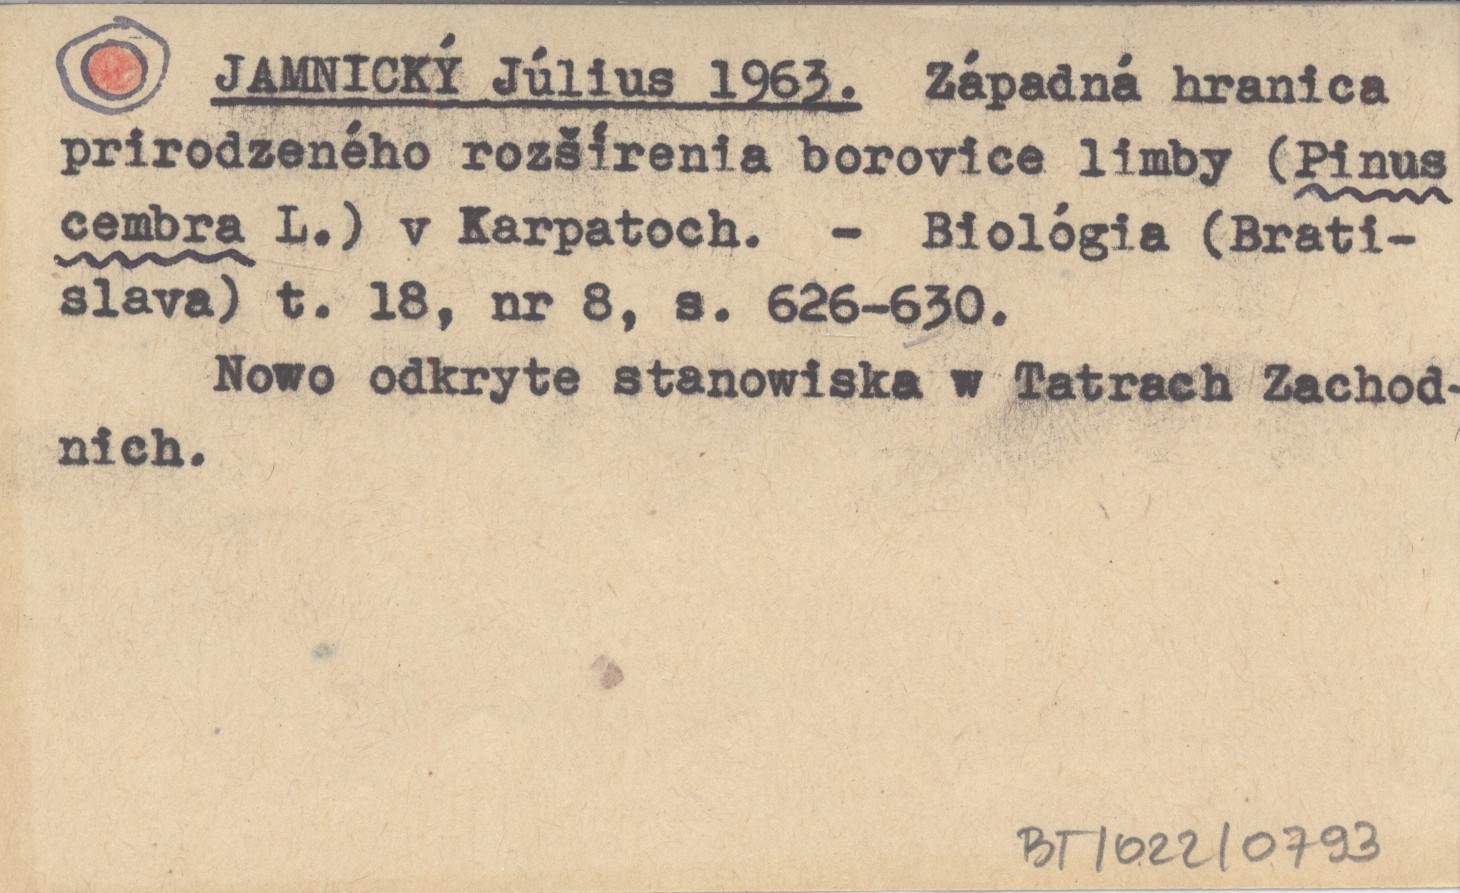 JAMNICKÝ Július 1963. Západná hranica
prirodzeného rozšírenia borovice limby (Pinus
cembra L.) v Karpatoch. - Biológia (Brati-
slava) t. 18, nr 8, s. 626-630.
Nowo odkryte stanowiska w Tatrach Zachod-
nich.
BT/022/0793